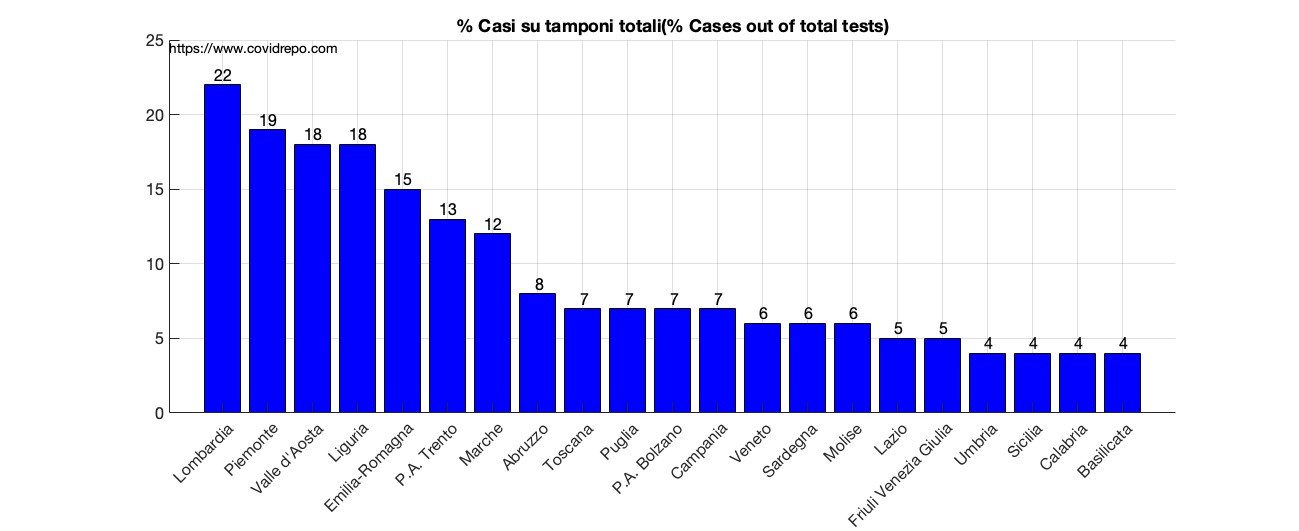 % Casi su tamponi totali(% Cases out of total tests)
https://www.covidrepo.com
25
20
15
10
5
0
22
19
18
18
15
13
12
8
7
7
7
7
6
6
6
5
5
4
4
4
4
Lombardia
Piemonte
Valle d'Aosta
Liguria
Emilia-Romagna
P.A. Trento
Marche
Abruzzo
Toscana
Puglia
P.A. Bolzano
Campania
Veneto
Sardegna
Molise
Lazio
Friuli Venezia Giulia
Umbria
Sicilia
Calabria
Basilicata